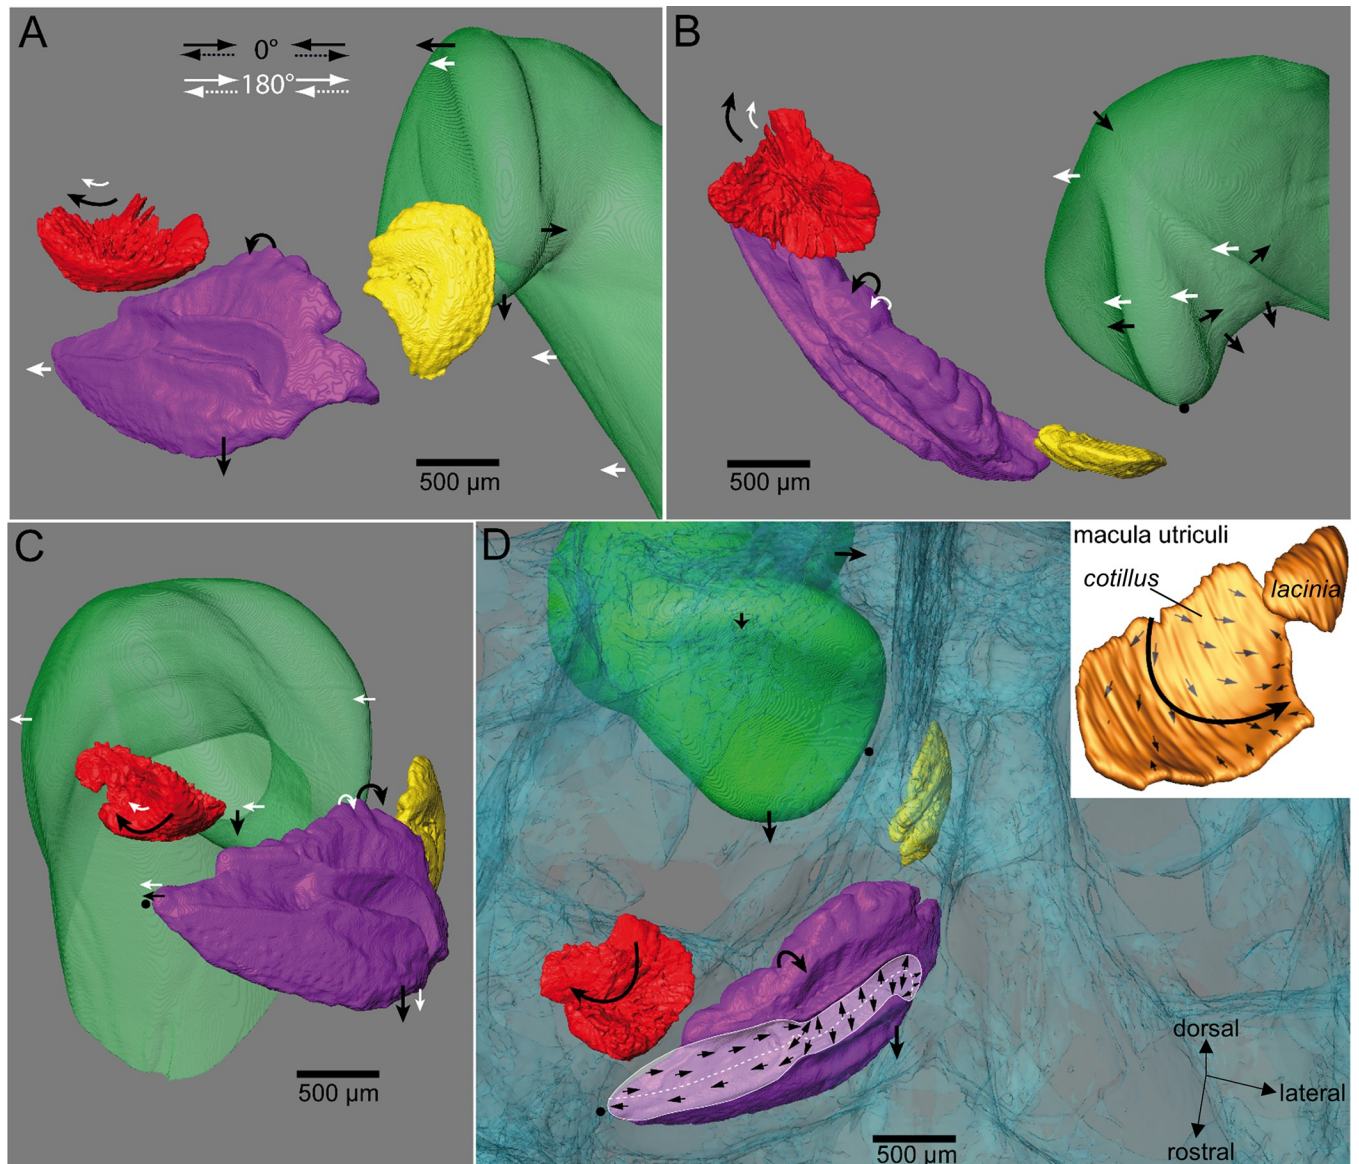 A
0°
180°
500 µm
B
500 µm
C
500 µm
D
macula utriculi
cotillus
lacinia
dorsal
lateral
rostral
500 µm